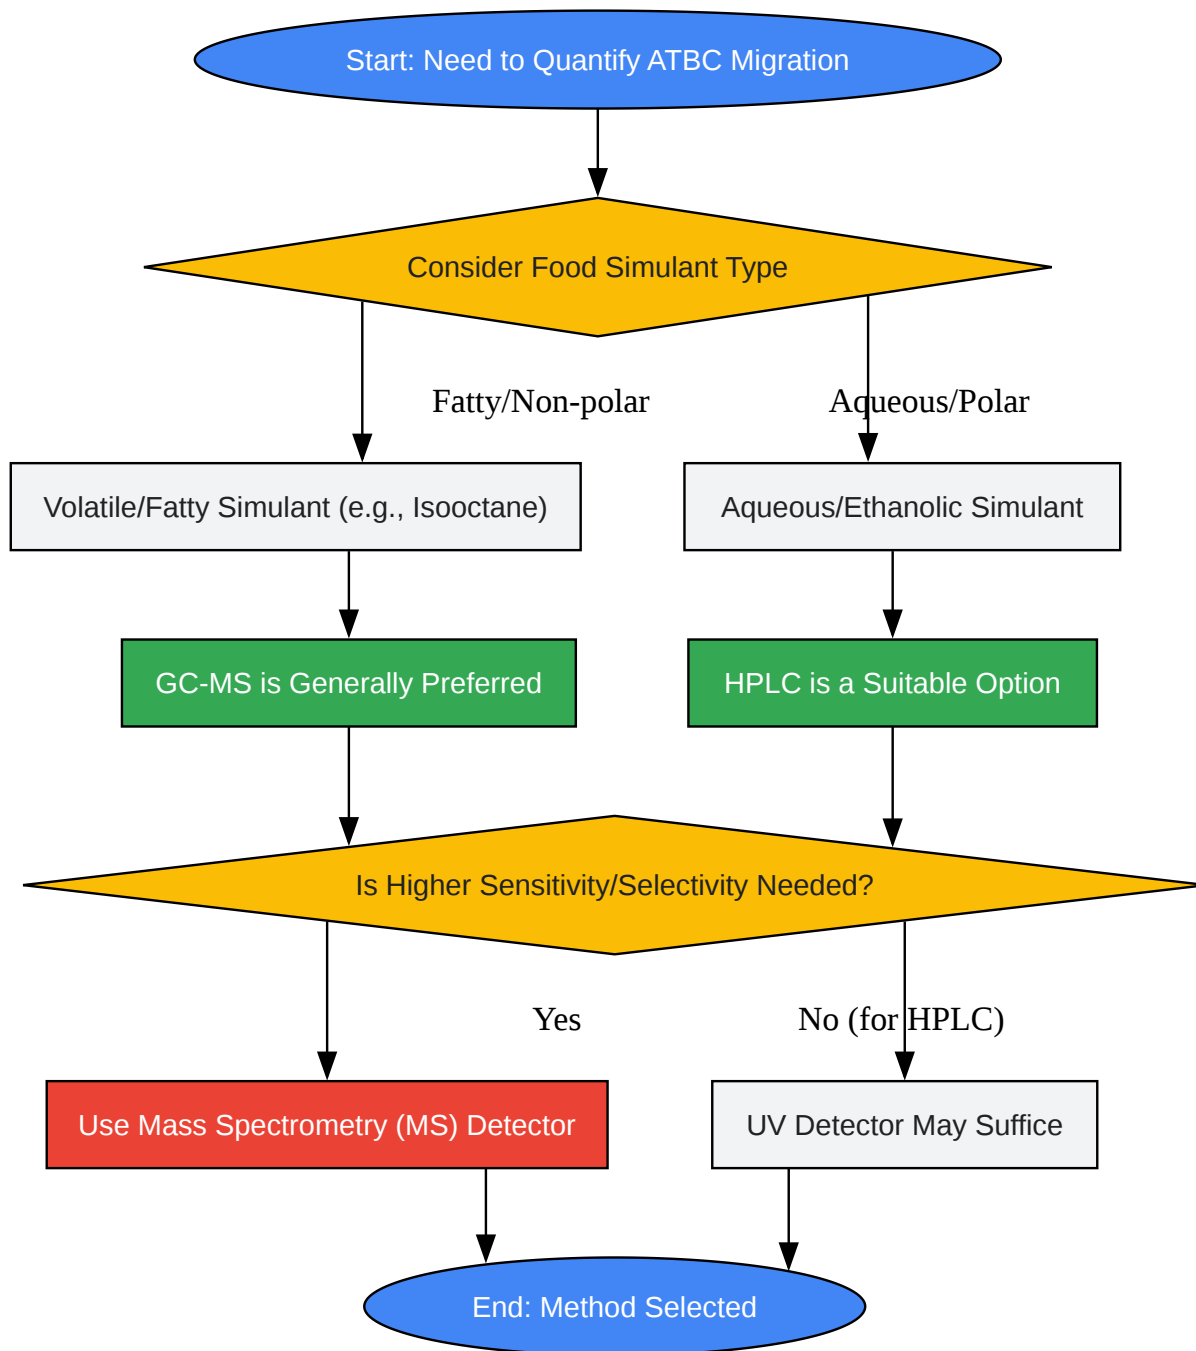 Start: Need to Quantify ATBC Migration
Consider Food Simulant Type
Fatty/Non-polar
Aqueous/Polar
Volatile/Fatty Simulant (e.g., Isooctane)
Aqueous/Ethanolic Simulant
GC-MS is Generally Preferred
HPLC is a Suitable Option
Is Higher Sensitivity/Selectivity Needed?
Yes
No (for HPLC)
Use Mass Spectrometry (MS) Detector
UV Detector May Suffice
End: Method Selected